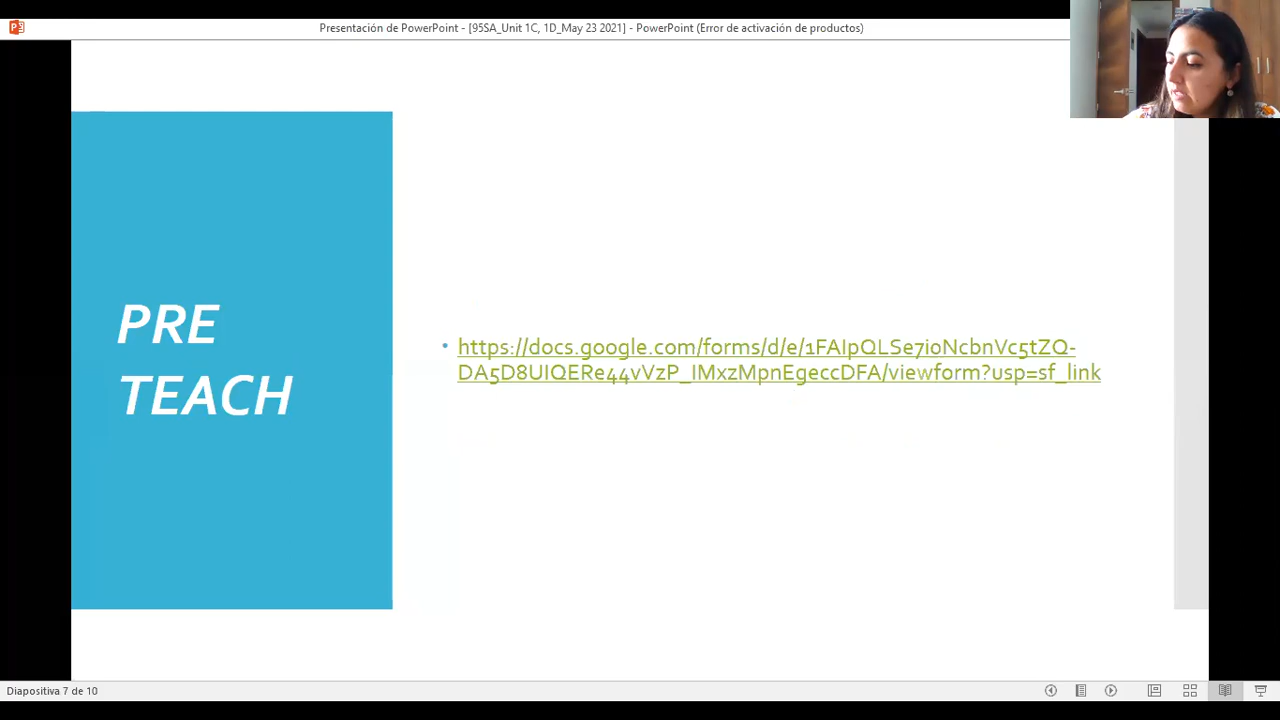 Presentación de PowerPoint - [95SA_Unit 1C, 1D_May 23 2021] - PowerPoint (Error de activación de productos)
PRE
TEACH
• https://docs.google.com/forms/d/e/1FAIpQLSe7ioNcbnVc5tZQ-
DA5D8UIQERe44vVzP_IMxzMpnEgeccDFA/viewform?usp=sf_link
Diapositiva 7 de 10